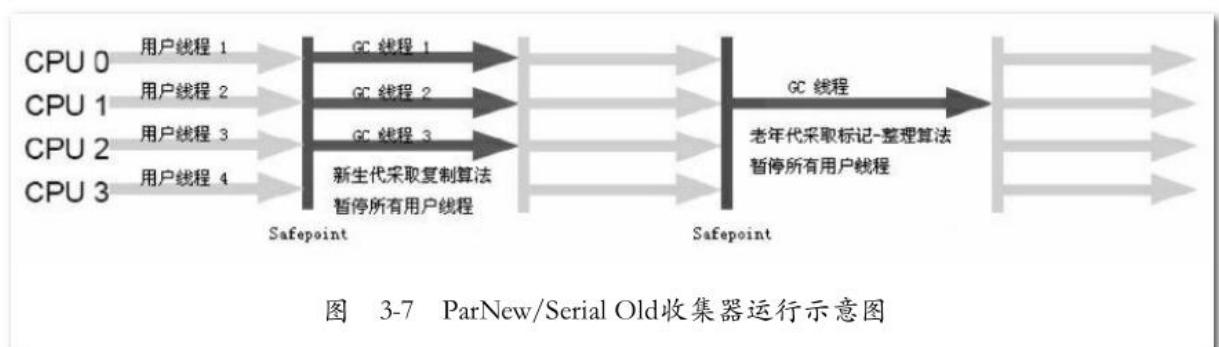 CPU 0 用户线程 1 GC 线程 1
CPU 1 用户线程 2 GC 线程 2 GC 线程
CPU 2 用户线程 3 GC 线程 3 老年代采取标记-整理算法
CPU 3 用户线程 4 新生代采取复制算法 暂停所有用户线程
暂停所有用户线程
Safepoint Safepoint
图 3-7 ParNew/Serial Old收集器运行示意图